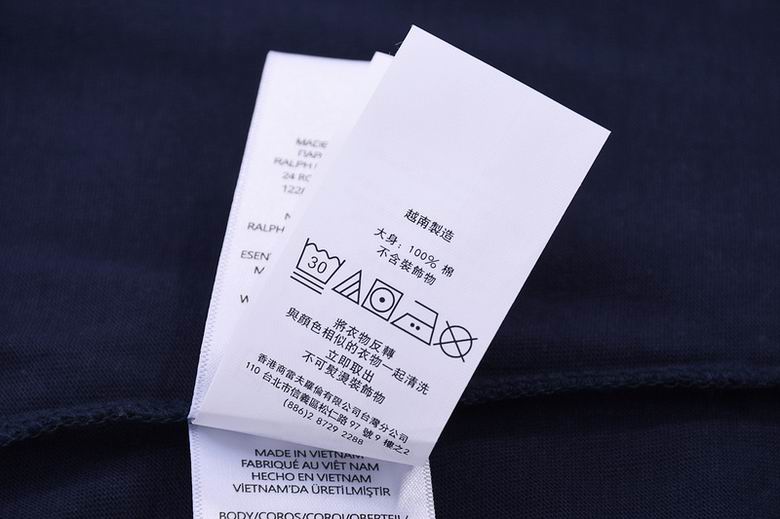 MADE
RALPH
24
122/
RALPH
ESEN
M
W
越南製造
大身: 100% 棉
不含裝飾物
30
將衣物反轉
與顏色相似的衣物一起清洗
立即取出
不可熨燙裝飾物
香港商雷夫羅倫有限公司台灣分公司
110 台北市信義區松仁路 97 號 9 樓之2
(886)2 8729 2288
MADE IN VIETNAM
FABRIQUÉ AU VIÊT NAM
HECHO EN VIETNAM
VİETNAM'DA ÜRETİLMİŞTİR
BODY/CORPS/